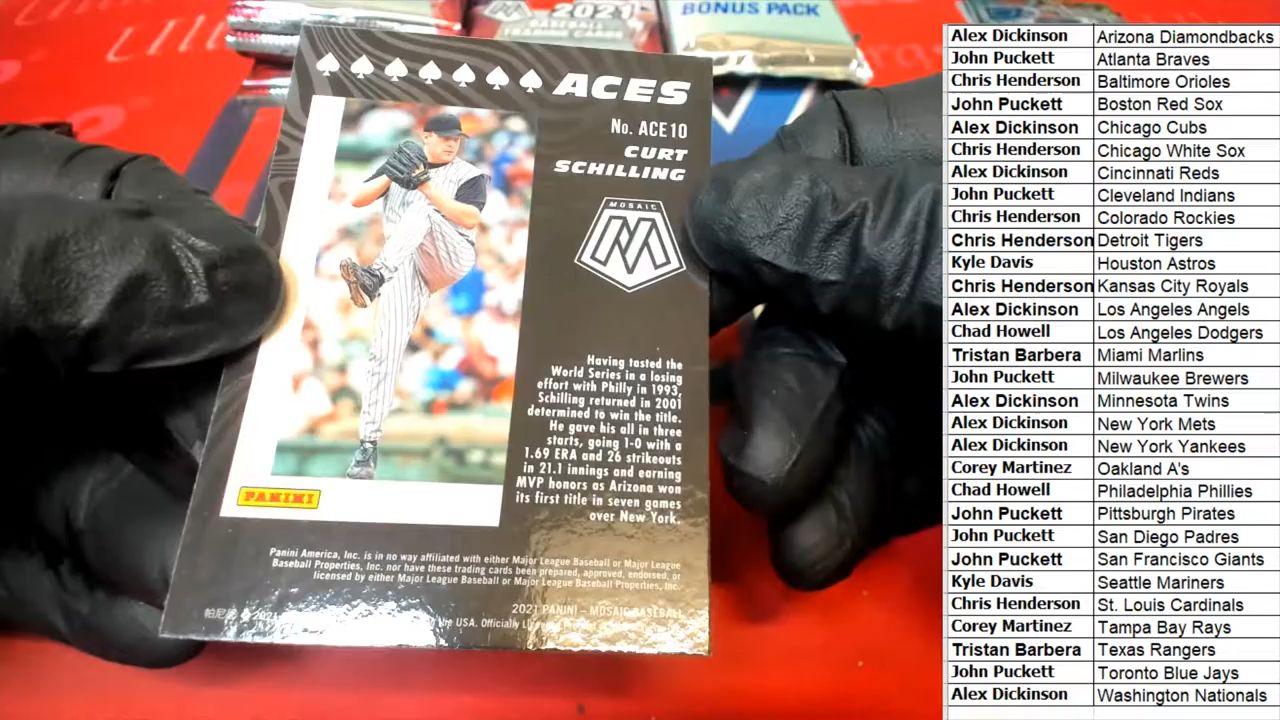 2021
BASEBALL
TRADING CARDS
BONUS PACK
ACES
No. ACE10
CURT
SCHILLING
MOSAIC
Having tasted the
World Series in a losing
effort with Philly in 1993,
Schilling returned in 2001
determined to win the title.
He gave his all in three
starts, going 1-0 with a
1.69 ERA and 26 strikeouts
in 21.1 innings and earning
MVP honors as Arizona won
its first title in seven games
over New York.
PANINI
Panini America, Inc. is in no way affiliated with either Major League Baseball or Major League
Baseball Properties, Inc. nor have these trading cards been prepared, approved, endorsed, or
licensed by either Major League Baseball or Major League Baseball Properties, Inc.
2021 PANINI – MOSAIC BASEBALL
the USA. Officially
Alex Dickinson Arizona Diamondbacks
John Puckett Atlanta Braves
Chris Henderson Baltimore Orioles
John Puckett Boston Red Sox
Alex Dickinson Chicago Cubs
Chris Henderson Chicago White Sox
Alex Dickinson Cincinnati Reds
John Puckett Cleveland Indians
Chris Henderson Colorado Rockies
Chris Henderson Detroit Tigers
Kyle Davis Houston Astros
Chris Henderson Kansas City Royals
Alex Dickinson Los Angeles Angels
Chad Howell Los Angeles Dodgers
Tristan Barbera Miami Marlins
John Puckett Milwaukee Brewers
Alex Dickinson Minnesota Twins
Alex Dickinson New York Mets
Alex Dickinson New York Yankees
Corey Martinez Oakland A's
Chad Howell Philadelphia Phillies
John Puckett Pittsburgh Pirates
John Puckett San Diego Padres
John Puckett San Francisco Giants
Kyle Davis Seattle Mariners
Chris Henderson St. Louis Cardinals
Corey Martinez Tampa Bay Rays
Tristan Barbera Texas Rangers
John Puckett Toronto Blue Jays
Alex Dickinson Washington Nationals